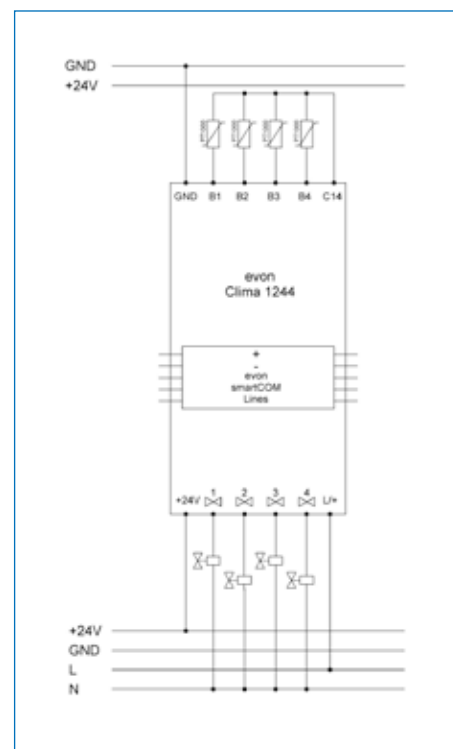 GND
+24V
GND B1 B2 B3 B4 C14
evon
Clima 1244
+
-
evon
smartCOM
Lines
1 2 3 4
+24V L/+
+24V
GND
L
N